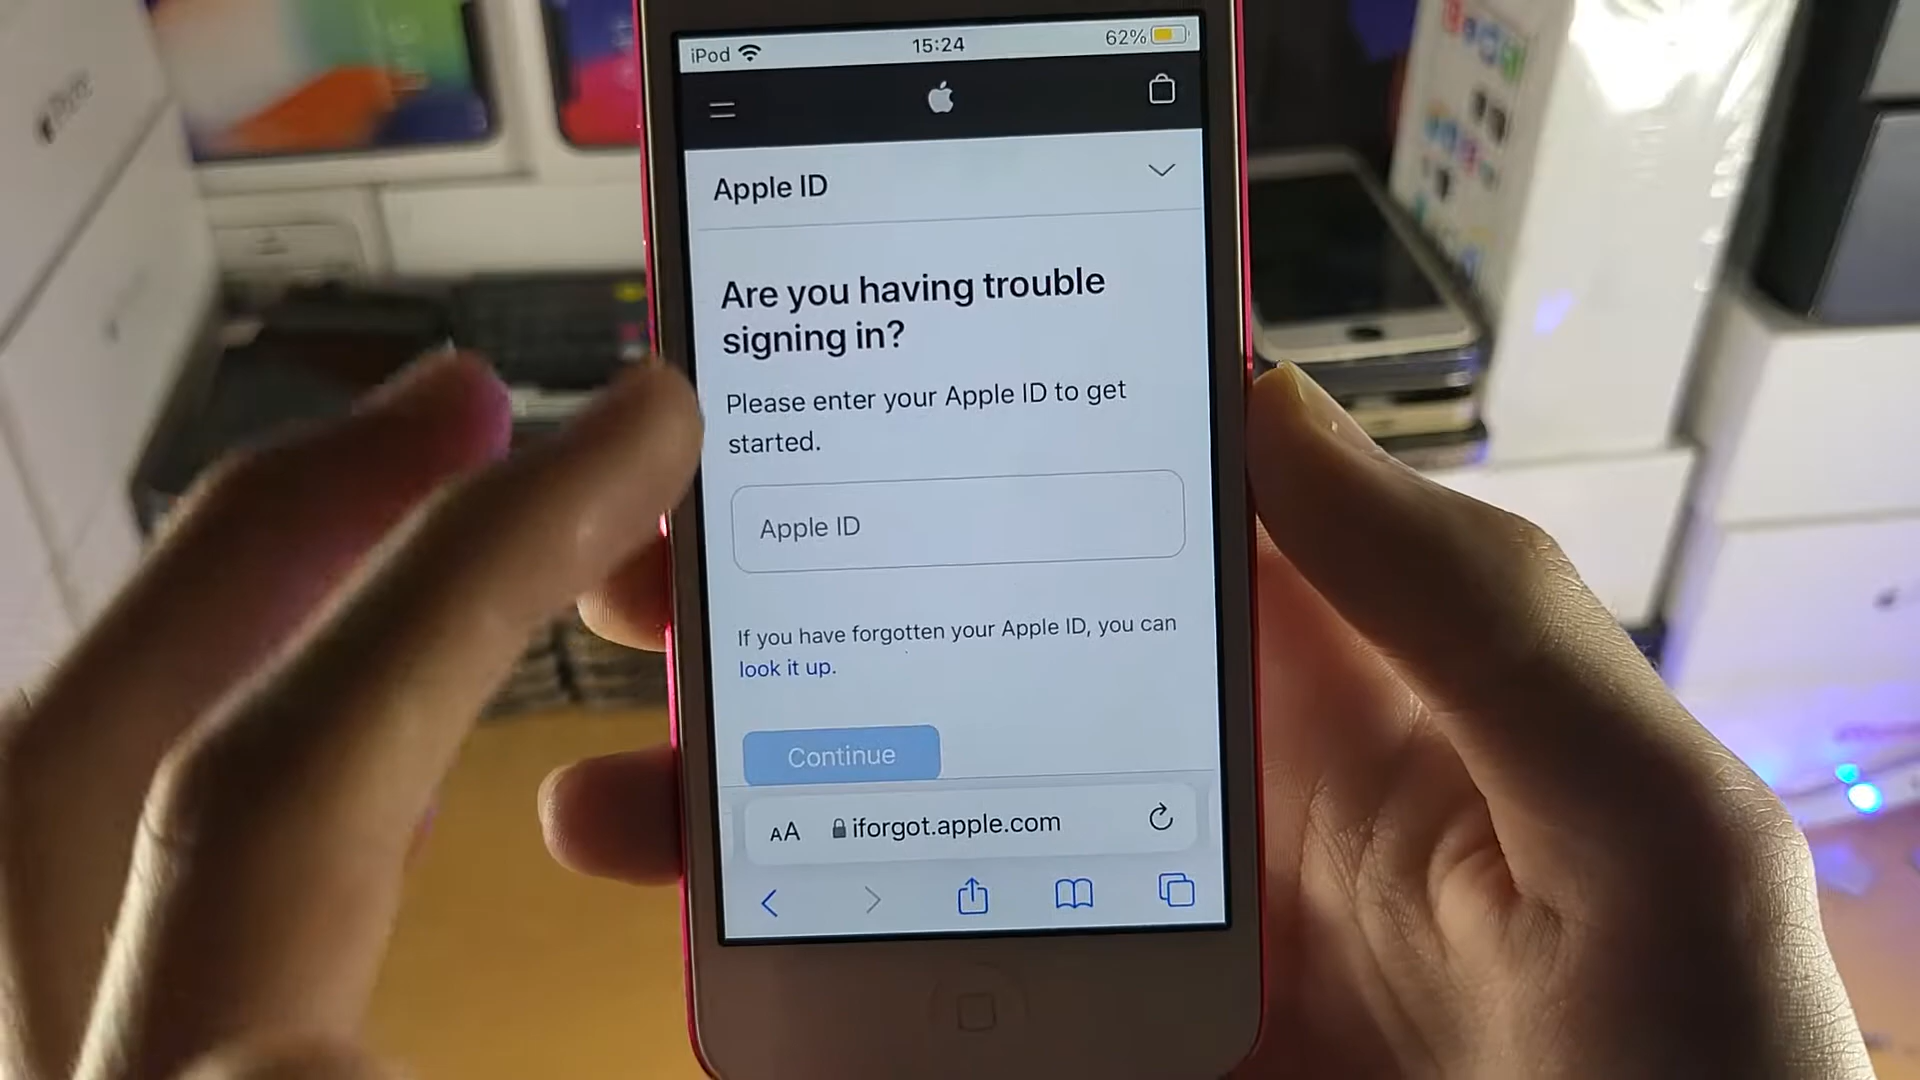 iPod 15:24 62%
Apple ID
Are you having trouble
signing in?
Please enter your Apple ID to get
started.
Apple ID
If you have forgotten your Apple ID, you can
look it up.
Continue
AA iforgot.apple.com